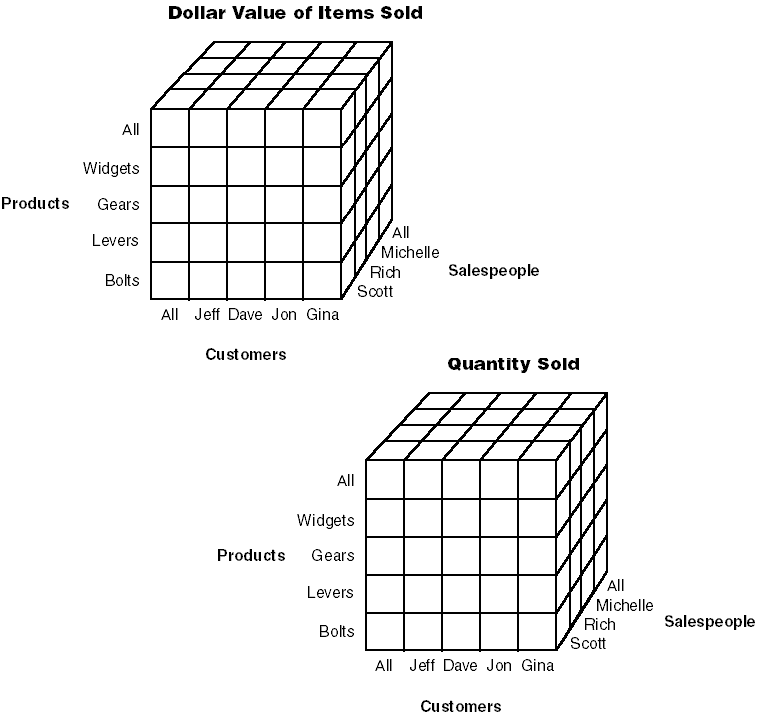 Dollar Value of Items Sold
All
Widgets
Products Gears
Levers
Bolts
All
Michelle
Rich
Scott
Salespeople
All Jeff Dave Jon Gina
Customers
Quantity Sold
All
Widgets
Products Gears
Levers
Bolts
All
Michelle
Rich
Scott
Salespeople
All Jeff Dave Jon Gina
Customers